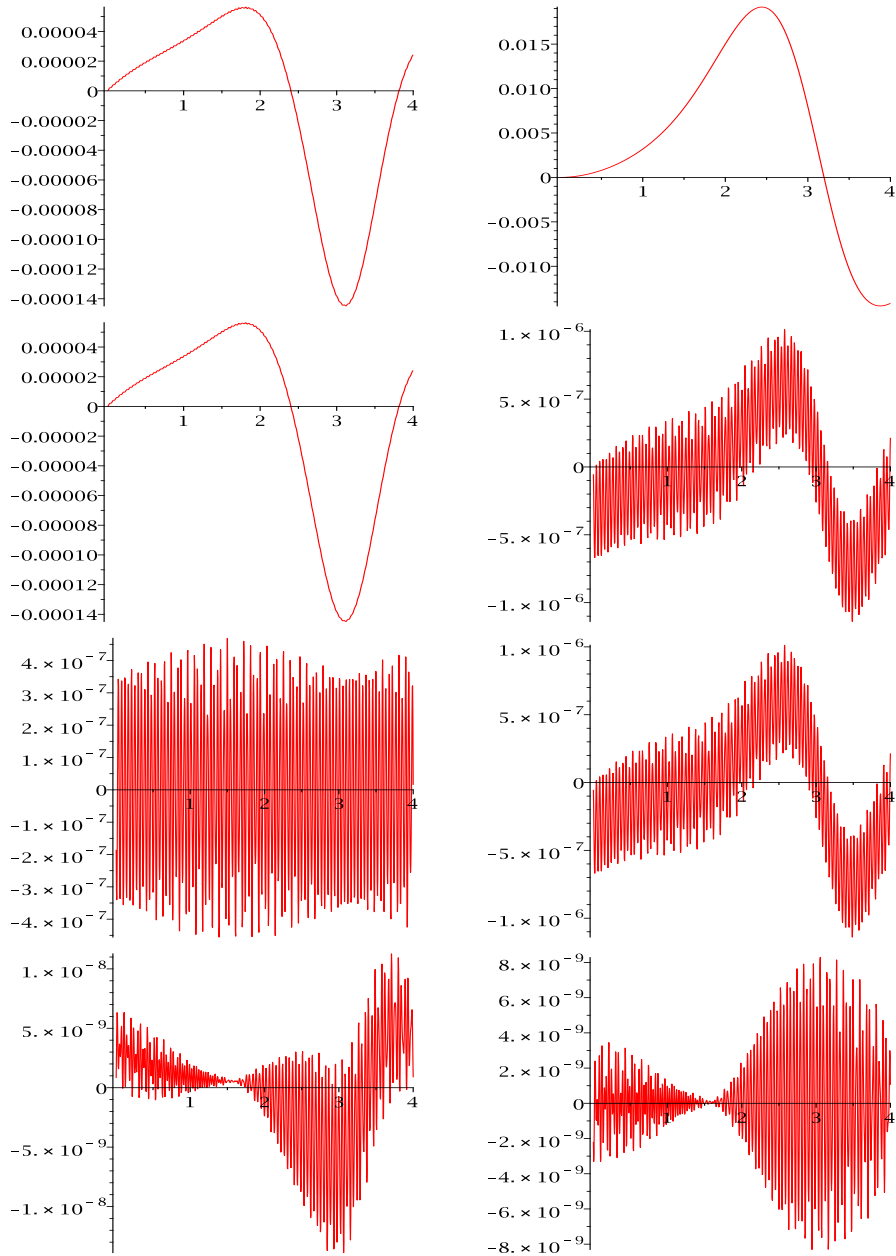 0.00004
0.00002
0
-0.00002
-0.00004
-0.00006
-0.00008
-0.00010
-0.00012
-0.00014
1 2 3 4
0.015
0.010
0.005
0
-0.005
-0.010
1 2 3 4
0.00004
0.00002
0
-0.00002
-0.00004
-0.00006
-0.00008
-0.00010
-0.00012
-0.00014
1 2 3 4
1. × 10⁻⁶
5. × 10⁻⁷
0
-5. × 10⁻⁷
-1. × 10⁻⁶
1 2 3 4
4. × 10⁻⁷
3. × 10⁻⁷
2. × 10⁻⁷
1. × 10⁻⁷
0
-1. × 10⁻⁷
-2. × 10⁻⁷
-3. × 10⁻⁷
-4. × 10⁻⁷
1 2 3 4
1. × 10⁻⁶
5. × 10⁻⁷
0
-5. × 10⁻⁷
-1. × 10⁻⁶
1 2 3 4
1. × 10⁻⁸
5. × 10⁻⁹
0
-5. × 10⁻⁹
-1. × 10⁻⁸
1 2 3 4
8. × 10⁻⁹
6. × 10⁻⁹
4. × 10⁻⁹
2. × 10⁻⁹
0
-2. × 10⁻⁹
-4. × 10⁻⁹
-6. × 10⁻⁹
-8. × 10⁻⁹
1 2 3 4